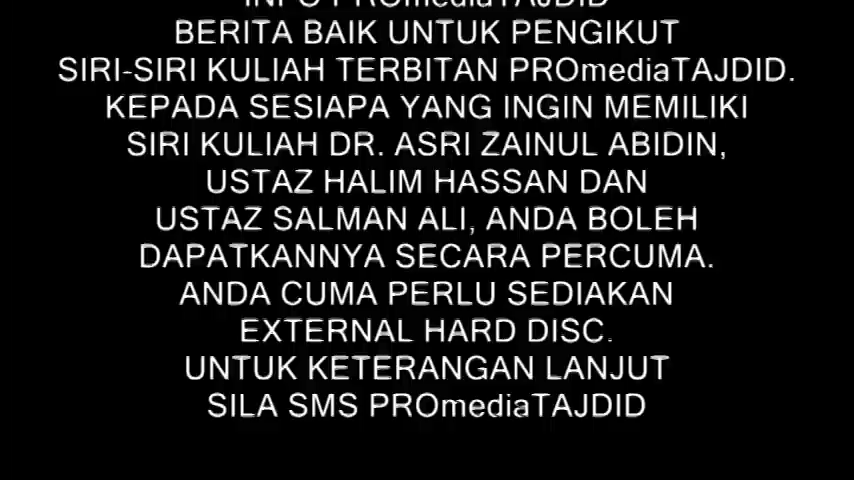 INFO PROmediaTAJDID
BERITA BAIK UNTUK PENGIKUT
SIRI-SIRI KULIAH TERBITAN PROmediaTAJDID.
KEPADA SESIAPA YANG INGIN MEMILIKI
SIRI KULIAH DR. ASRI ZAINUL ABIDIN,
USTAZ HALIM HASSAN DAN
USTAZ SALMAN ALI, ANDA BOLEH
DAPATKANNYA SECARA PERCUMA.
ANDA CUMA PERLU SEDIAKAN
EXTERNAL HARD DISC.
UNTUK KETERANGAN LANJUT
SILA SMS PROmediaTAJDID